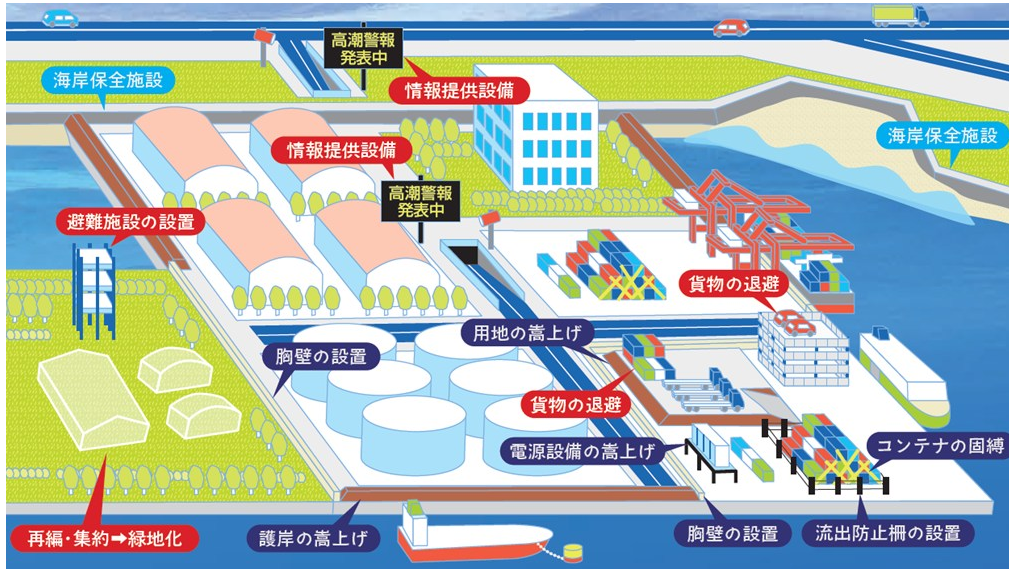 高潮警報
発表中
海岸保全施設
情報提供設備
海岸保全施設
情報提供設備
高潮警報
発表中
避難施設の設置
貨物の退避
用地の嵩上げ
胸壁の設置
貨物の退避
電源設備の嵩上げ
コンテナの固縛
再編・集約➡緑地化
護岸の嵩上げ
胸壁の設置
流出防止柵の設置